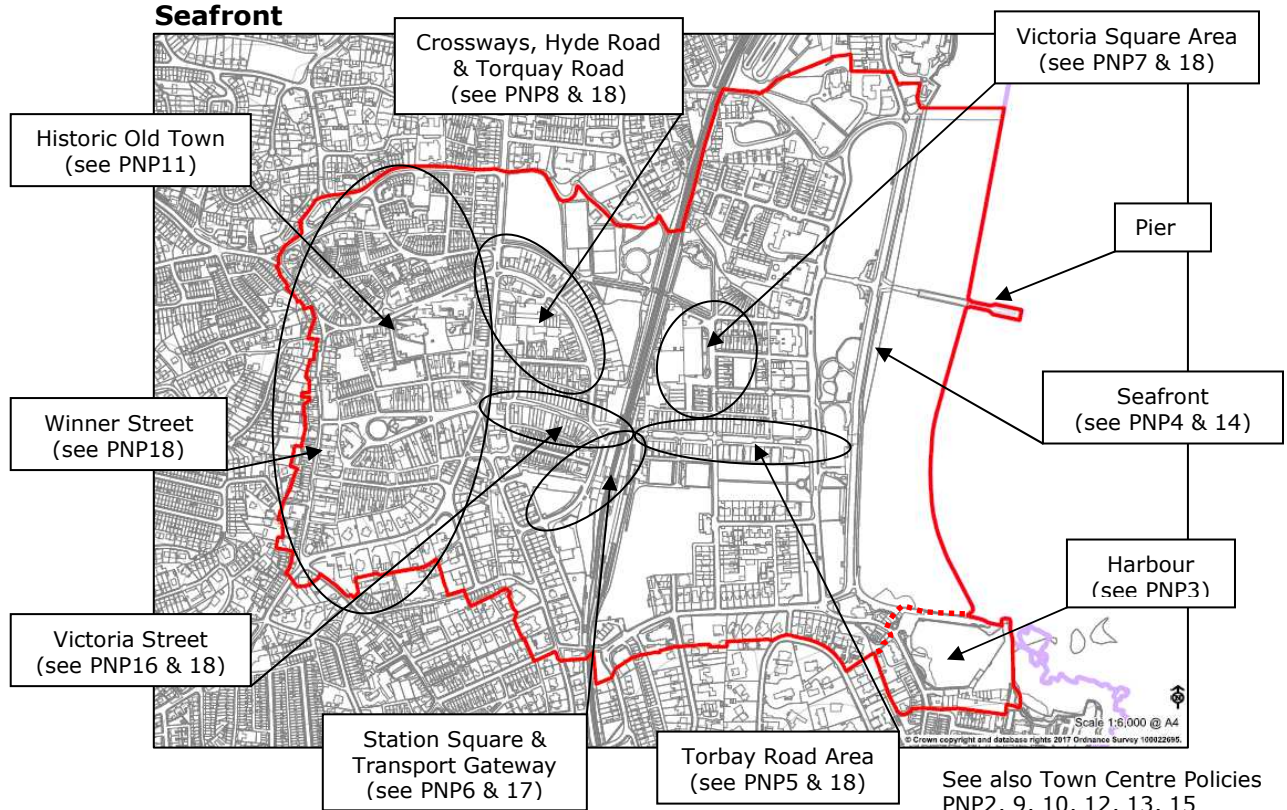 Seafront
Crossways, Hyde Road
& Torquay Road
(see PNP8 & 18)
Victoria Square Area
(see PNP7 & 18)
Historic Old Town
(see PNP11)
Pier
Seafront
(see PNP4 & 14)
Winner Street
(see PNP18)
Harbour
(see PNP3)
Victoria Street
(see PNP16 & 18)
Station Square &
Transport Gateway
(see PNP6 & 17)
Torbay Road Area
(see PNP5 & 18)
Scale 1:6,000 @ A4
© Crown copyright and database rights 2017 Ordnance Survey 100022695.
See also Town Centre Policies
PNP2, 9, 10, 12, 13, 15